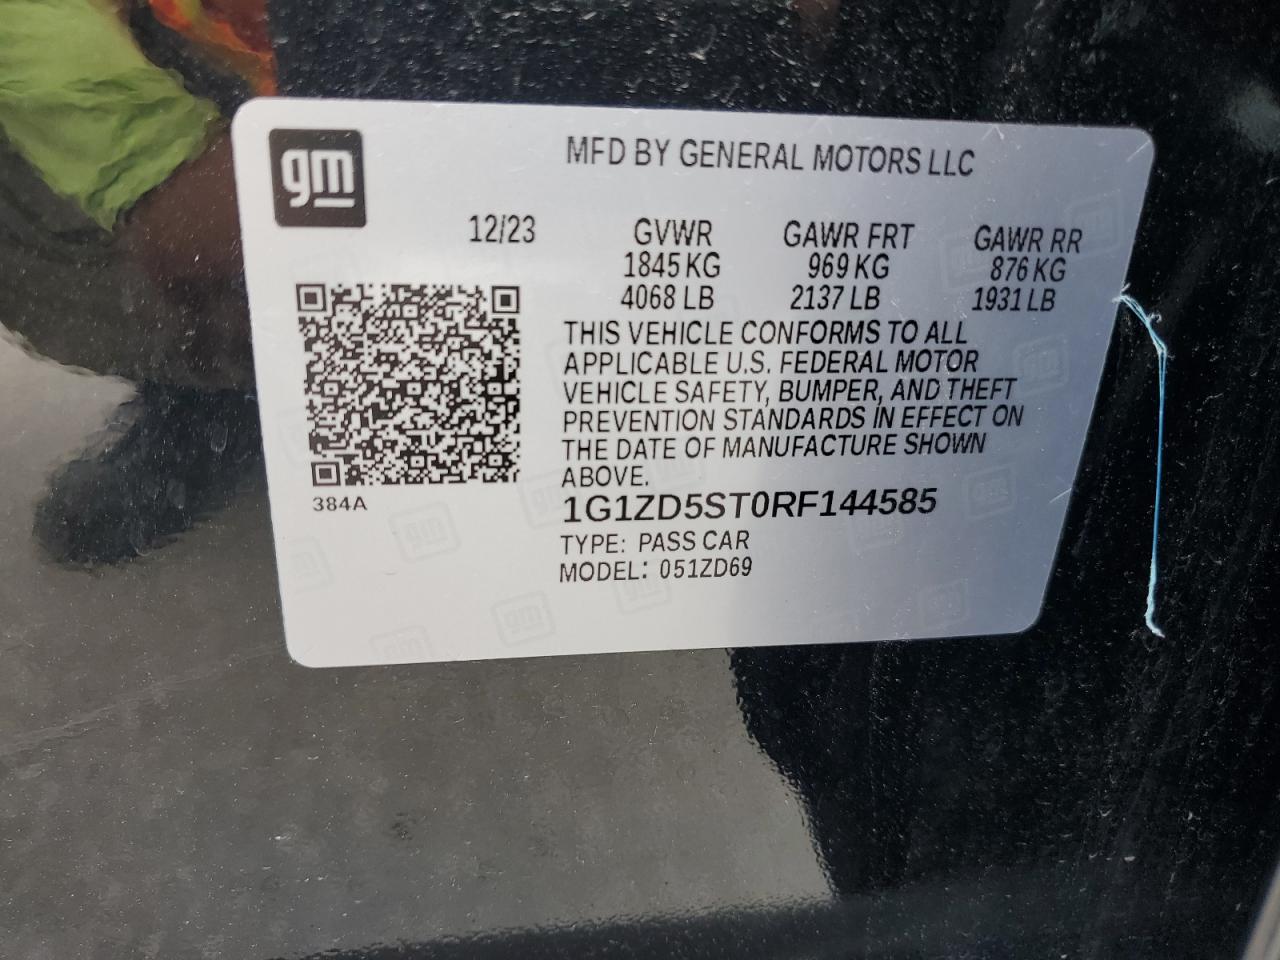 gm
MFD BY GENERAL MOTORS LLC
12/23 GVWR GAWR FRT GAWR RR
1845 KG 969 KG 876 KG
4068 LB 2137 LB 1931 LB
THIS VEHICLE CONFORMS TO ALL
APPLICABLE U.S. FEDERAL MOTOR
VEHICLE SAFETY, BUMPER, AND THEFT
PREVENTION STANDARDS IN EFFECT ON
THE DATE OF MANUFACTURE SHOWN
ABOVE.
384A
1G1ZD5ST0RF144585
TYPE: PASS CAR
MODEL: 051ZD69